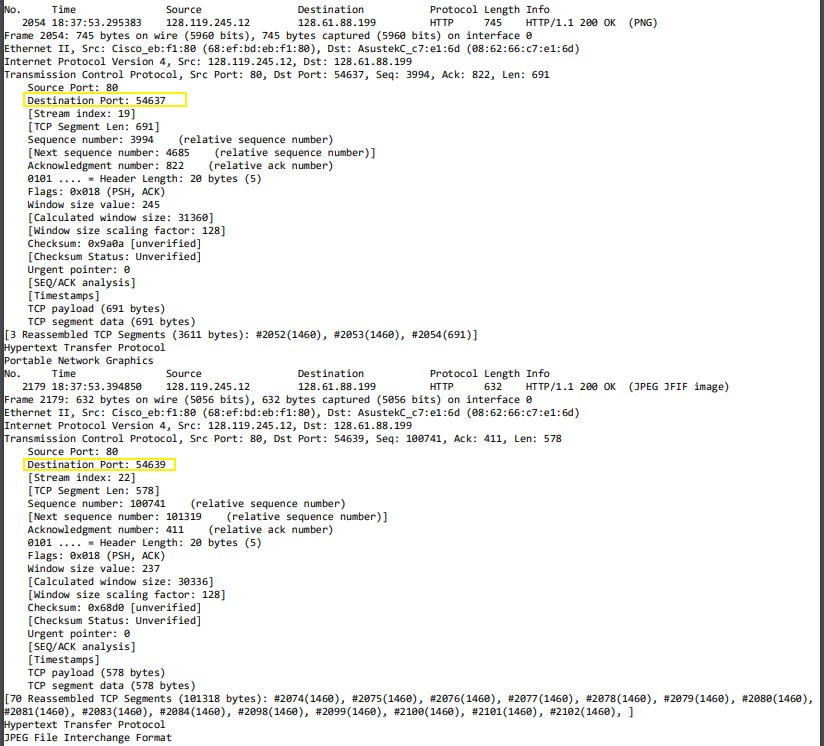 No. Time Source Destination Protocol Length Info
2054 18:37:53.295383 128.119.245.12 128.61.88.199 HTTP 745 HTTP/1.1 200 OK (PNG)
Frame 2054: 745 bytes on wire (5960 bits), 745 bytes captured (5960 bits) on interface 0
Ethernet II, Src: Cisco_eb:f1:80 (68:ef:bd:eb:f1:80), Dst: AsustekC_c7:e1:6d (08:62:66:c7:e1:6d)
Internet Protocol Version 4, Src: 128.119.245.12, Dst: 128.61.88.199
Transmission Control Protocol, Src Port: 80, Dst Port: 54637, Seq: 3994, Ack: 822, Len: 691
Source Port: 80
Destination Port: 54637
[Stream index: 19]
[TCP Segment Len: 691]
Sequence number: 3994 (relative sequence number)
[Next sequence number: 4685 (relative sequence number)]
Acknowledgment number: 822 (relative ack number)
0101 .... = Header Length: 20 bytes (5)
Flags: 0x018 (PSH, ACK)
Window size value: 245
[Calculated window size: 31360]
[Window size scaling factor: 128]
Checksum: 0x9a0a [unverified]
[Checksum Status: Unverified]
Urgent pointer: 0
[SEQ/ACK analysis]
[Timestamps]
TCP payload (691 bytes)
TCP segment data (691 bytes)
[3 Reassembled TCP Segments (3611 bytes): #2052(1460), #2053(1460), #2054(691)]
Hypertext Transfer Protocol
Portable Network Graphics
No. Time Source Destination Protocol Length Info
2179 18:37:53.394850 128.119.245.12 128.61.88.199 HTTP 632 HTTP/1.1 200 OK (JPEG JFIF image)
Frame 2179: 632 bytes on wire (5056 bits), 632 bytes captured (5056 bits) on interface 0
Ethernet II, Src: Cisco_eb:f1:80 (68:ef:bd:eb:f1:80), Dst: AsustekC_c7:e1:6d (08:62:66:c7:e1:6d)
Internet Protocol Version 4, Src: 128.119.245.12, Dst: 128.61.88.199
Transmission Control Protocol, Src Port: 80, Dst Port: 54639, Seq: 100741, Ack: 411, Len: 578
Source Port: 80
Destination Port: 54639
[Stream index: 22]
[TCP Segment Len: 578]
Sequence number: 100741 (relative sequence number)
[Next sequence number: 101319 (relative sequence number)]
Acknowledgment number: 411 (relative ack number)
0101 .... = Header Length: 20 bytes (5)
Flags: 0x018 (PSH, ACK)
Window size value: 237
[Calculated window size: 30336]
[Window size scaling factor: 128]
Checksum: 0x68d0 [unverified]
[Checksum Status: Unverified]
Urgent pointer: 0
[SEQ/ACK analysis]
[Timestamps]
TCP payload (578 bytes)
TCP segment data (578 bytes)
[70 Reassembled TCP Segments (101318 bytes): #2074(1460), #2075(1460), #2076(1460), #2077(1460), #2078(1460), #2079(1460), #2080(1460),
#2081(1460), #2083(1460), #2084(1460), #2098(1460), #2099(1460), #2100(1460), #2101(1460), #2102(1460), ]
Hypertext Transfer Protocol
JPEG File Interchange Format